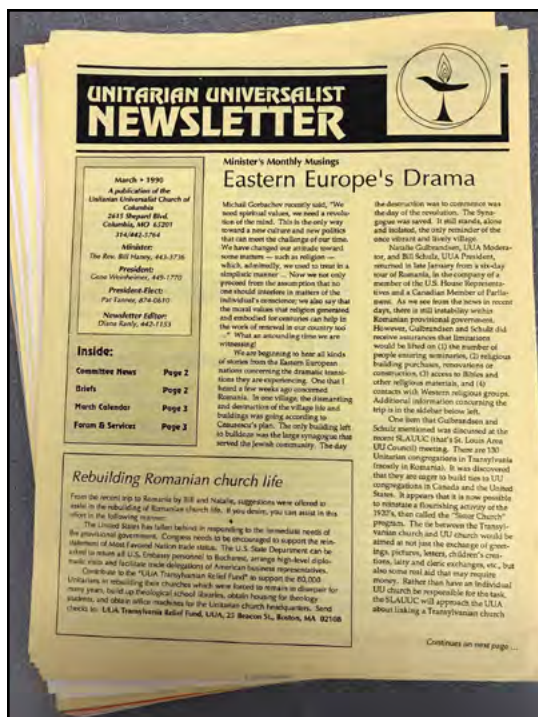 UNITARIAN UNIVERSALIST
NEWSLETTER
March • 1990
A publication of the
Unitarian Universalist Church of
Columbia
2615 Shepard Blvd.
Columbia, MO 65201
314/442-5764
Minister:
The Rev. Bill Haney, 443-3736
President:
Gene Weinheimer, 445-1770
President-Elect:
Pat Fanner, 874-0610
Newsletter Editor:
Diana Ranly, 442-1153
Inside:
Committee News Page 2
Briefs Page 2
March Calendar Page 3
Forum & Services Page 3
Minister's Monthly Musings
Eastern Europe's Drama
Michail Gorbachev recently said, "We
need spiritual values, we need a revolu-
tion of the mind. This is the only way
toward a new culture and new politics
that can meet the challenge of our time.
We have changed our attitude toward
some matters — such as religion —
which, admittedly, we used to treat in a
simplistic manner ... Now we not only
proceed from the assumption that no
one should interfere in matters of the
individual's conscience; we also say that
the moral values that religion generated
and embodied for centuries can help in
the work of renewal in our country too
..." What an astounding time we are
witnessing!
We are beginning to hear all kinds
of stories from the Eastern European
nations concerning the dramatic transi-
tions they are experiencing. One that I
heard a few weeks ago concerned
Romania. In one village, the dismantling
and destruction of the village life and
buildings was going according to
Ceausescu's plan. The only building left
to bulldoze was the large synagogue that
served the Jewish community. The day
the destruction was to commence was
the day of the revolution. The Syna-
gogue was saved. It still stands, alone
and isolated, the only reminder of the
once vibrant and lively village.
Natalie Gulbrandsen, UUA Modera-
tor, and Bill Schulz, UUA President,
returned in late January from a six-day
tour of Romania, in the company of a
member of the U.S. House Representa-
tives and a Canadian Member of Parlia-
ment. As we see from the news in recent
days, there is still instability within
Romanian provisional government.
However, Gulbrandsen and Schulz did
receive assurances that limitations
would be lifted on (1) the number of
people entering seminaries, (2) religious
building purchases, renovations or
construction, (3) access to Bibles and
other religious materials, and (4)
contacts with Western religious groups.
Additional information concerning the
trip is in the sidebar below left.
One item that Gulbrandsen and
Schulz mentioned was discussed at the
recent SLAUUC (that's St. Louis Area
UU Council) meeting. There are 130
Unitarian congregations in Transylvania
(mostly in Romania). It was discovered
that they are eager to build ties to UU
congregations in Canada and the United
States. It appears that it is now possible
to reinstate a flourishing activity of the
1920's, than called the "Sister Church"
program. The tie between the Transyl-
vanian church and UU church would be
aimed at not just the exchange of greet-
ings, pictures, letters, children's crea-
tions, laity and cleric exchanges, etc., but
also some real aid that may require
money. Rather than have an individual
UU church be responsible for the task,
the SLAUUC will approach the UUA
about linking a Transylvanian church
Continues on next page ...
Rebuilding Romanian church life
From the recent trip to Romania by Bill and Natalie, suggestions were offered to
assist in the rebuilding of Romanian church life. If you desire, you can assist in this
effort in the following manner:
The United States has fallen behind in responding to the immediate needs of
the provisional government. Congress needs to be encouraged to support the rein-
statement of Most Favored Nation trade status. The U.S. State Department can be
asked to issue all U.S. Embassy personnel to Bucharest, arrange high-level diplo-
matic visits and facilitate trade delegations of American business representatives.
Contribute to the "UUA Transylvania Relief Fund" to support the 80,000
Unitarians in rebuilding their churches which were forced to remain in disrepair for
many years, build up theological school libraries, obtain housing for theology
students, and obtain office machines for the Unitarian church headquarters. Send
checks to: UUA Transylvania Relief Fund, UUA, 25 Beacon St., Boston, MA 02108